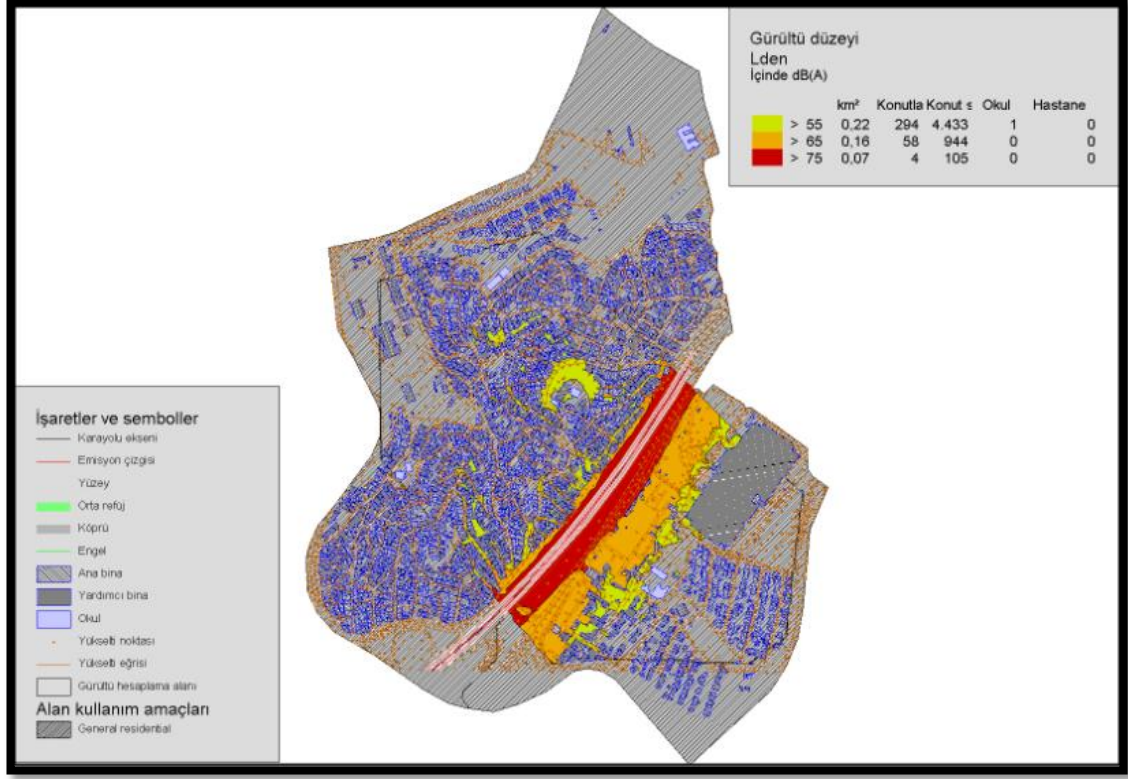 Gürültü düzeyi
Lden
İçinde dB(A)
km² Konutla Konut s Okul Hastane
> 55 0,22 294 4.433 1 0
> 65 0,16 58 944 0 0
> 75 0,07 4 105 0 0
İşaretler ve semboller
Karayolu ekseni
Emisyon çizgisi
Yüzey
Orta refüj
Köprü
Engel
Ana bina
Yardımcı bina
Okul
Yükselti noktası
Yükselti eğrisi
Gürültü hesaplama alanı
Alan kullanım amaçları
General residential